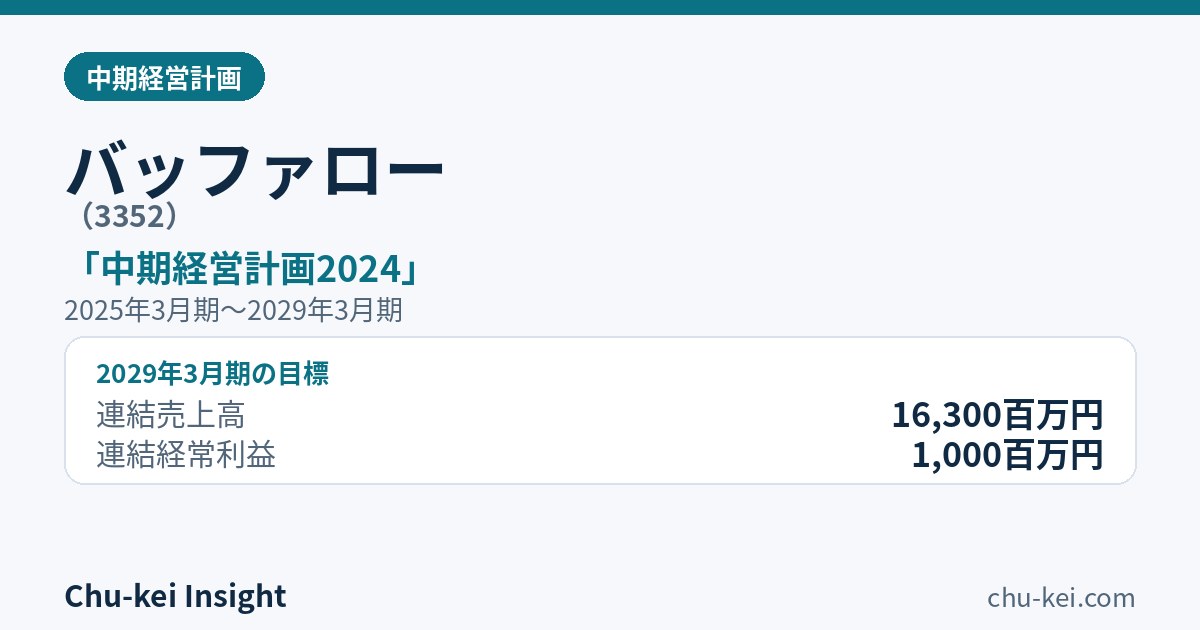 中期経営計画
バッファロー
（3352）
「中期経営計画2024」
2025年3月期〜2029年3月期
2029年3月期の目標
連結売上高 16,300百万円
連結経常利益 1,000百万円
Chu-kei Insight chu-kei.com